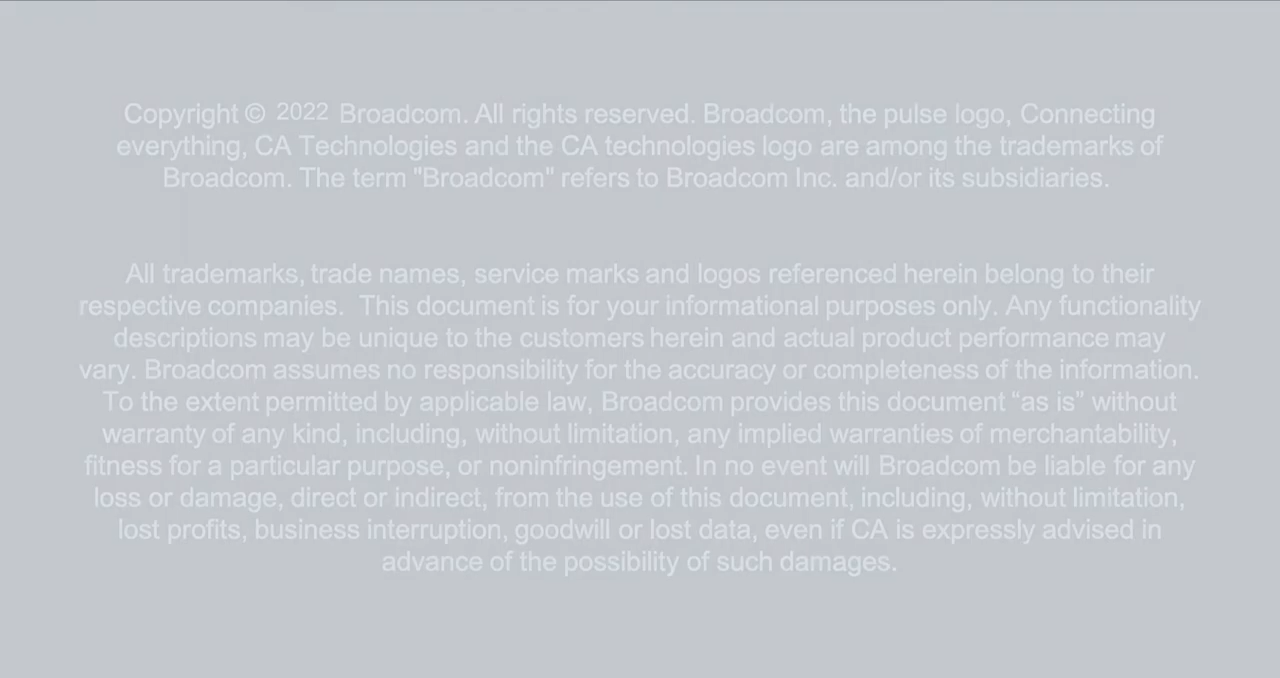 Copyright © 2022 Broadcom. All rights reserved. Broadcom, the pulse logo, Connecting
everything, CA Technologies and the CA technologies logo are among the trademarks of
Broadcom. The term "Broadcom" refers to Broadcom Inc. and/or its subsidiaries.
All trademarks, trade names, service marks and logos referenced herein belong to their
respective companies.  This document is for your informational purposes only. Any functionality
descriptions may be unique to the customers herein and actual product performance may
vary. Broadcom assumes no responsibility for the accuracy or completeness of the information.
To the extent permitted by applicable law, Broadcom provides this document “as is” without
warranty of any kind, including, without limitation, any implied warranties of merchantability,
fitness for a particular purpose, or noninfringement. In no event will Broadcom be liable for any
loss or damage, direct or indirect, from the use of this document, including, without limitation,
lost profits, business interruption, goodwill or lost data, even if CA is expressly advised in
advance of the possibility of such damages.